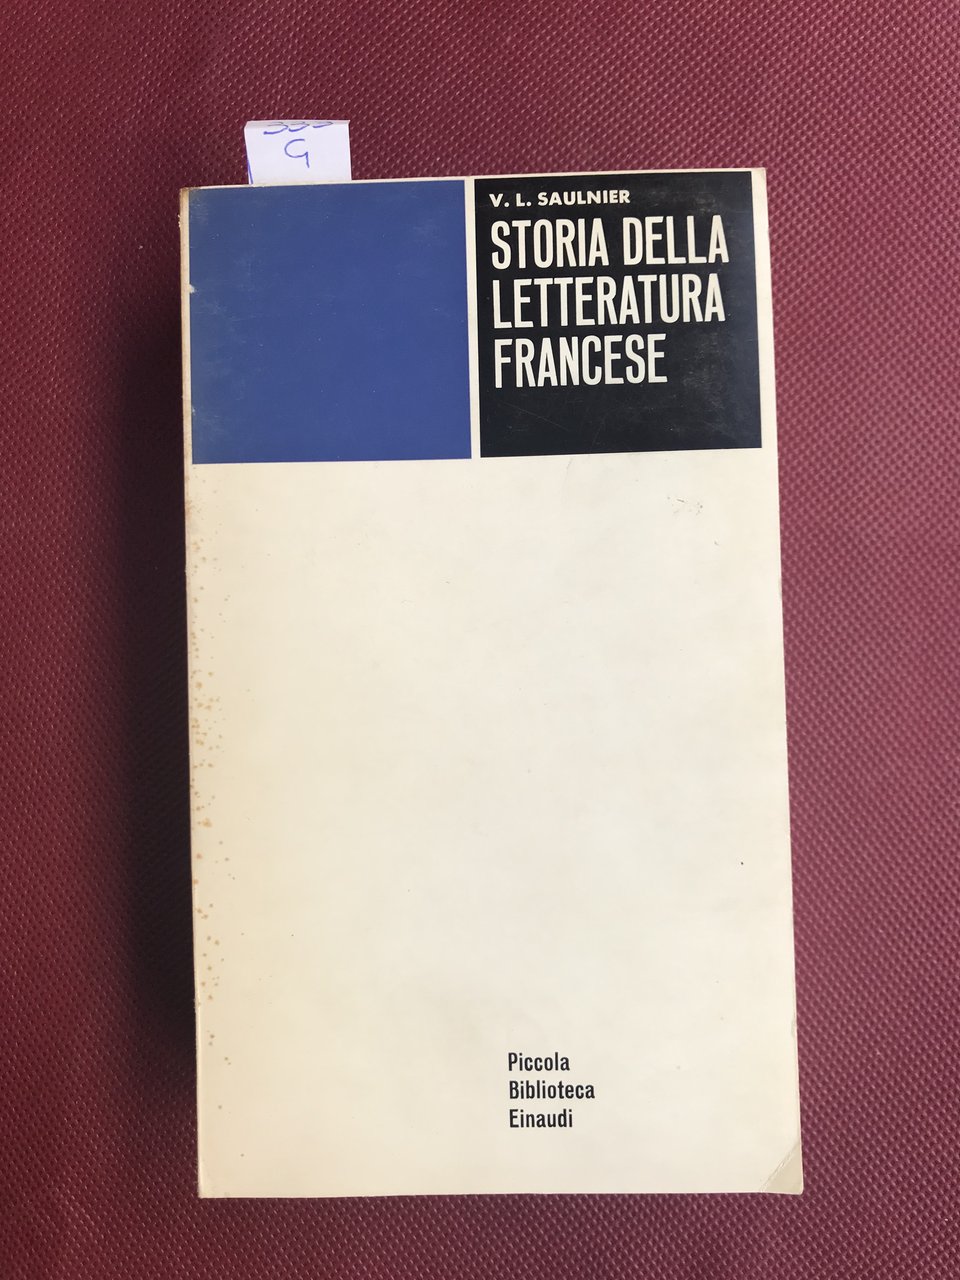 G
V. L. SAULNIER
STORIA DELLA
LETTERATURA
FRANCESE
Piccola
Biblioteca
Einaudi